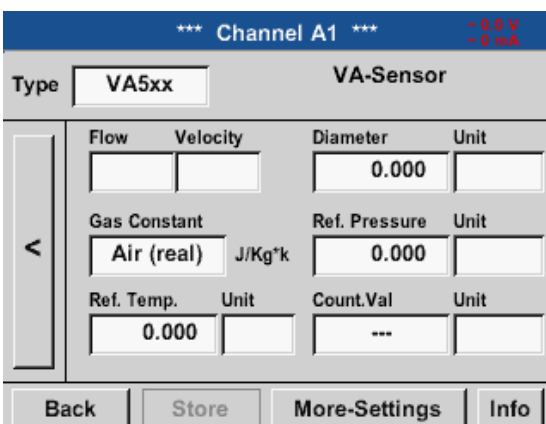 *** Channel A1 ***
- 0.0 V
- 0 mA
Type VA5xx VA-Sensor
<
Flow Velocity Diameter Unit
0.000
Gas Constant Ref. Pressure Unit
Air (real) J/Kg*k 0.000
Ref. Temp. Unit Count.Val Unit
0.000 ---
Back Store More-Settings Info